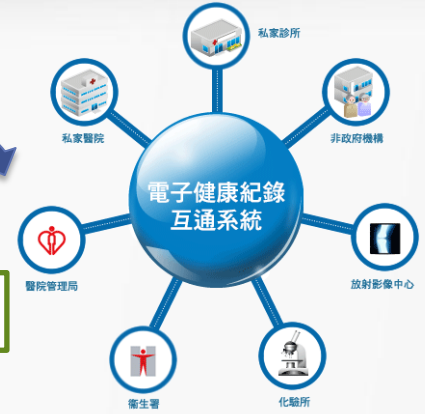 私家診所
私家醫院
非政府機構
電子健康紀錄
互通系統
醫院管理局
放射影像中心
衞生署
化驗所